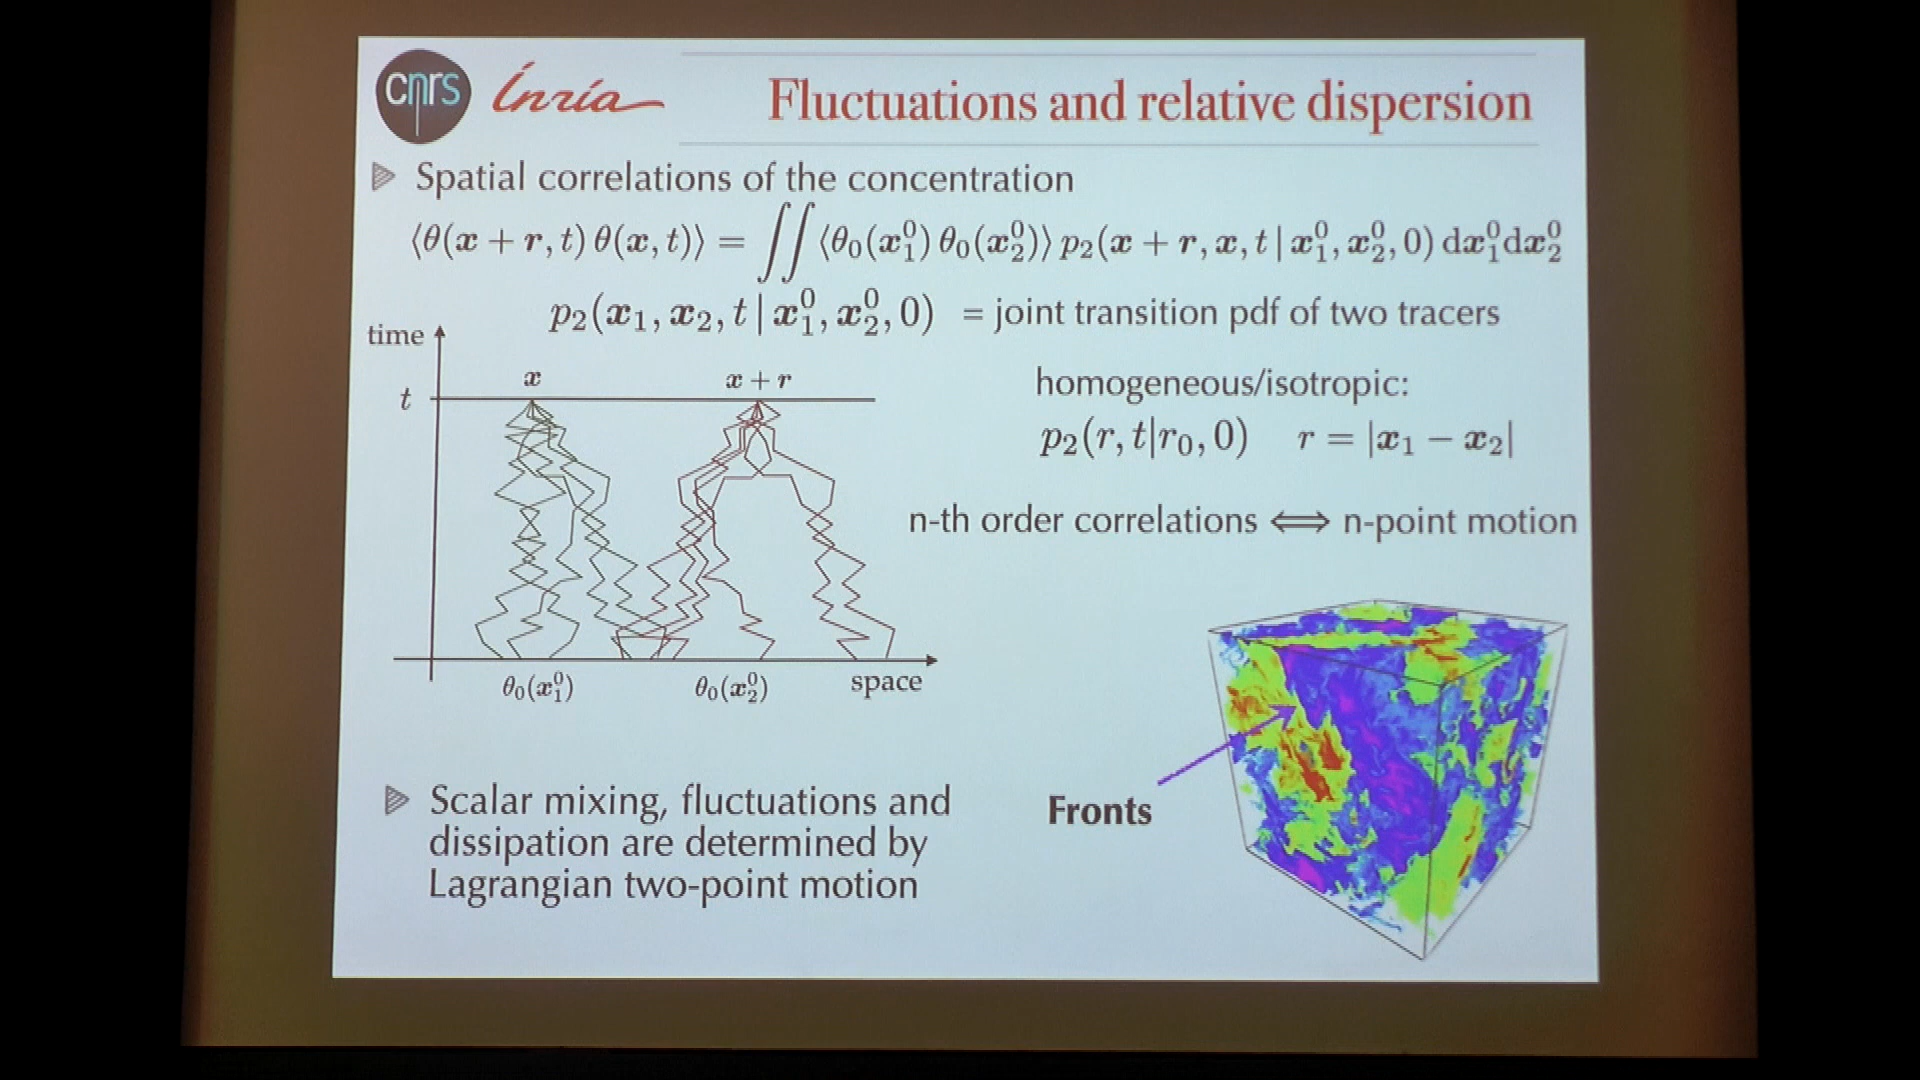 cnrs Inria
Fluctuations and relative dispersion
Spatial correlations of the concentration
⟨θ(x + r, t) θ(x, t)⟩ = ∬ ⟨θ₀(x₁⁰) θ₀(x₂⁰)⟩ p₂(x + r, x, t | x₁⁰, x₂⁰, 0) dx₁⁰dx₂⁰
p₂(x₁, x₂, t | x₁⁰, x₂⁰, 0) = joint transition pdf of two tracers
time
x x + r
t
θ₀(x₁⁰) θ₀(x₂⁰) space
homogeneous/isotropic:
p₂(r, t|r₀, 0) r = |x₁ − x₂|
n-th order correlations ⟺ n-point motion
Scalar mixing, fluctuations and
dissipation are determined by
Lagrangian two-point motion
Fronts